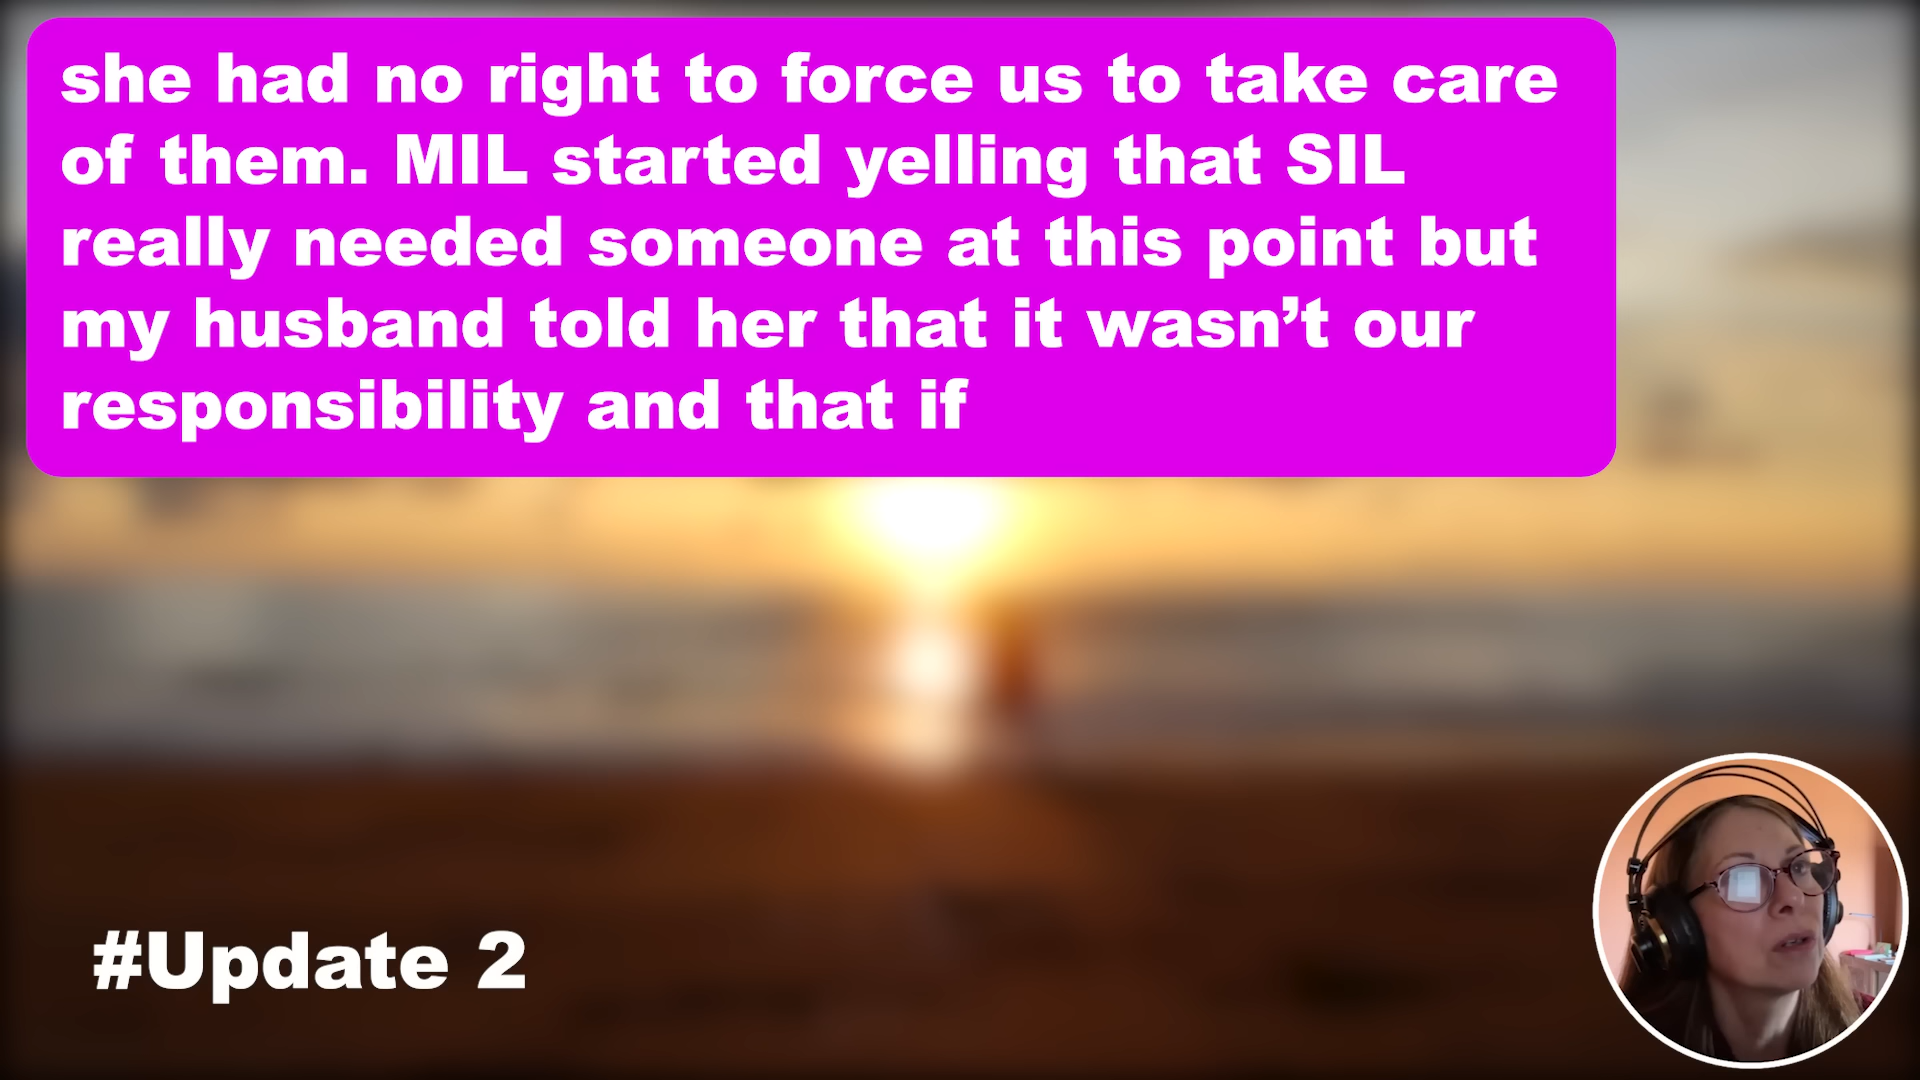 she had no right to force us to take care
of them. MIL started yelling that SIL
really needed someone at this point but
my husband told her that it wasn’t our
responsibility and that if
#Update 2